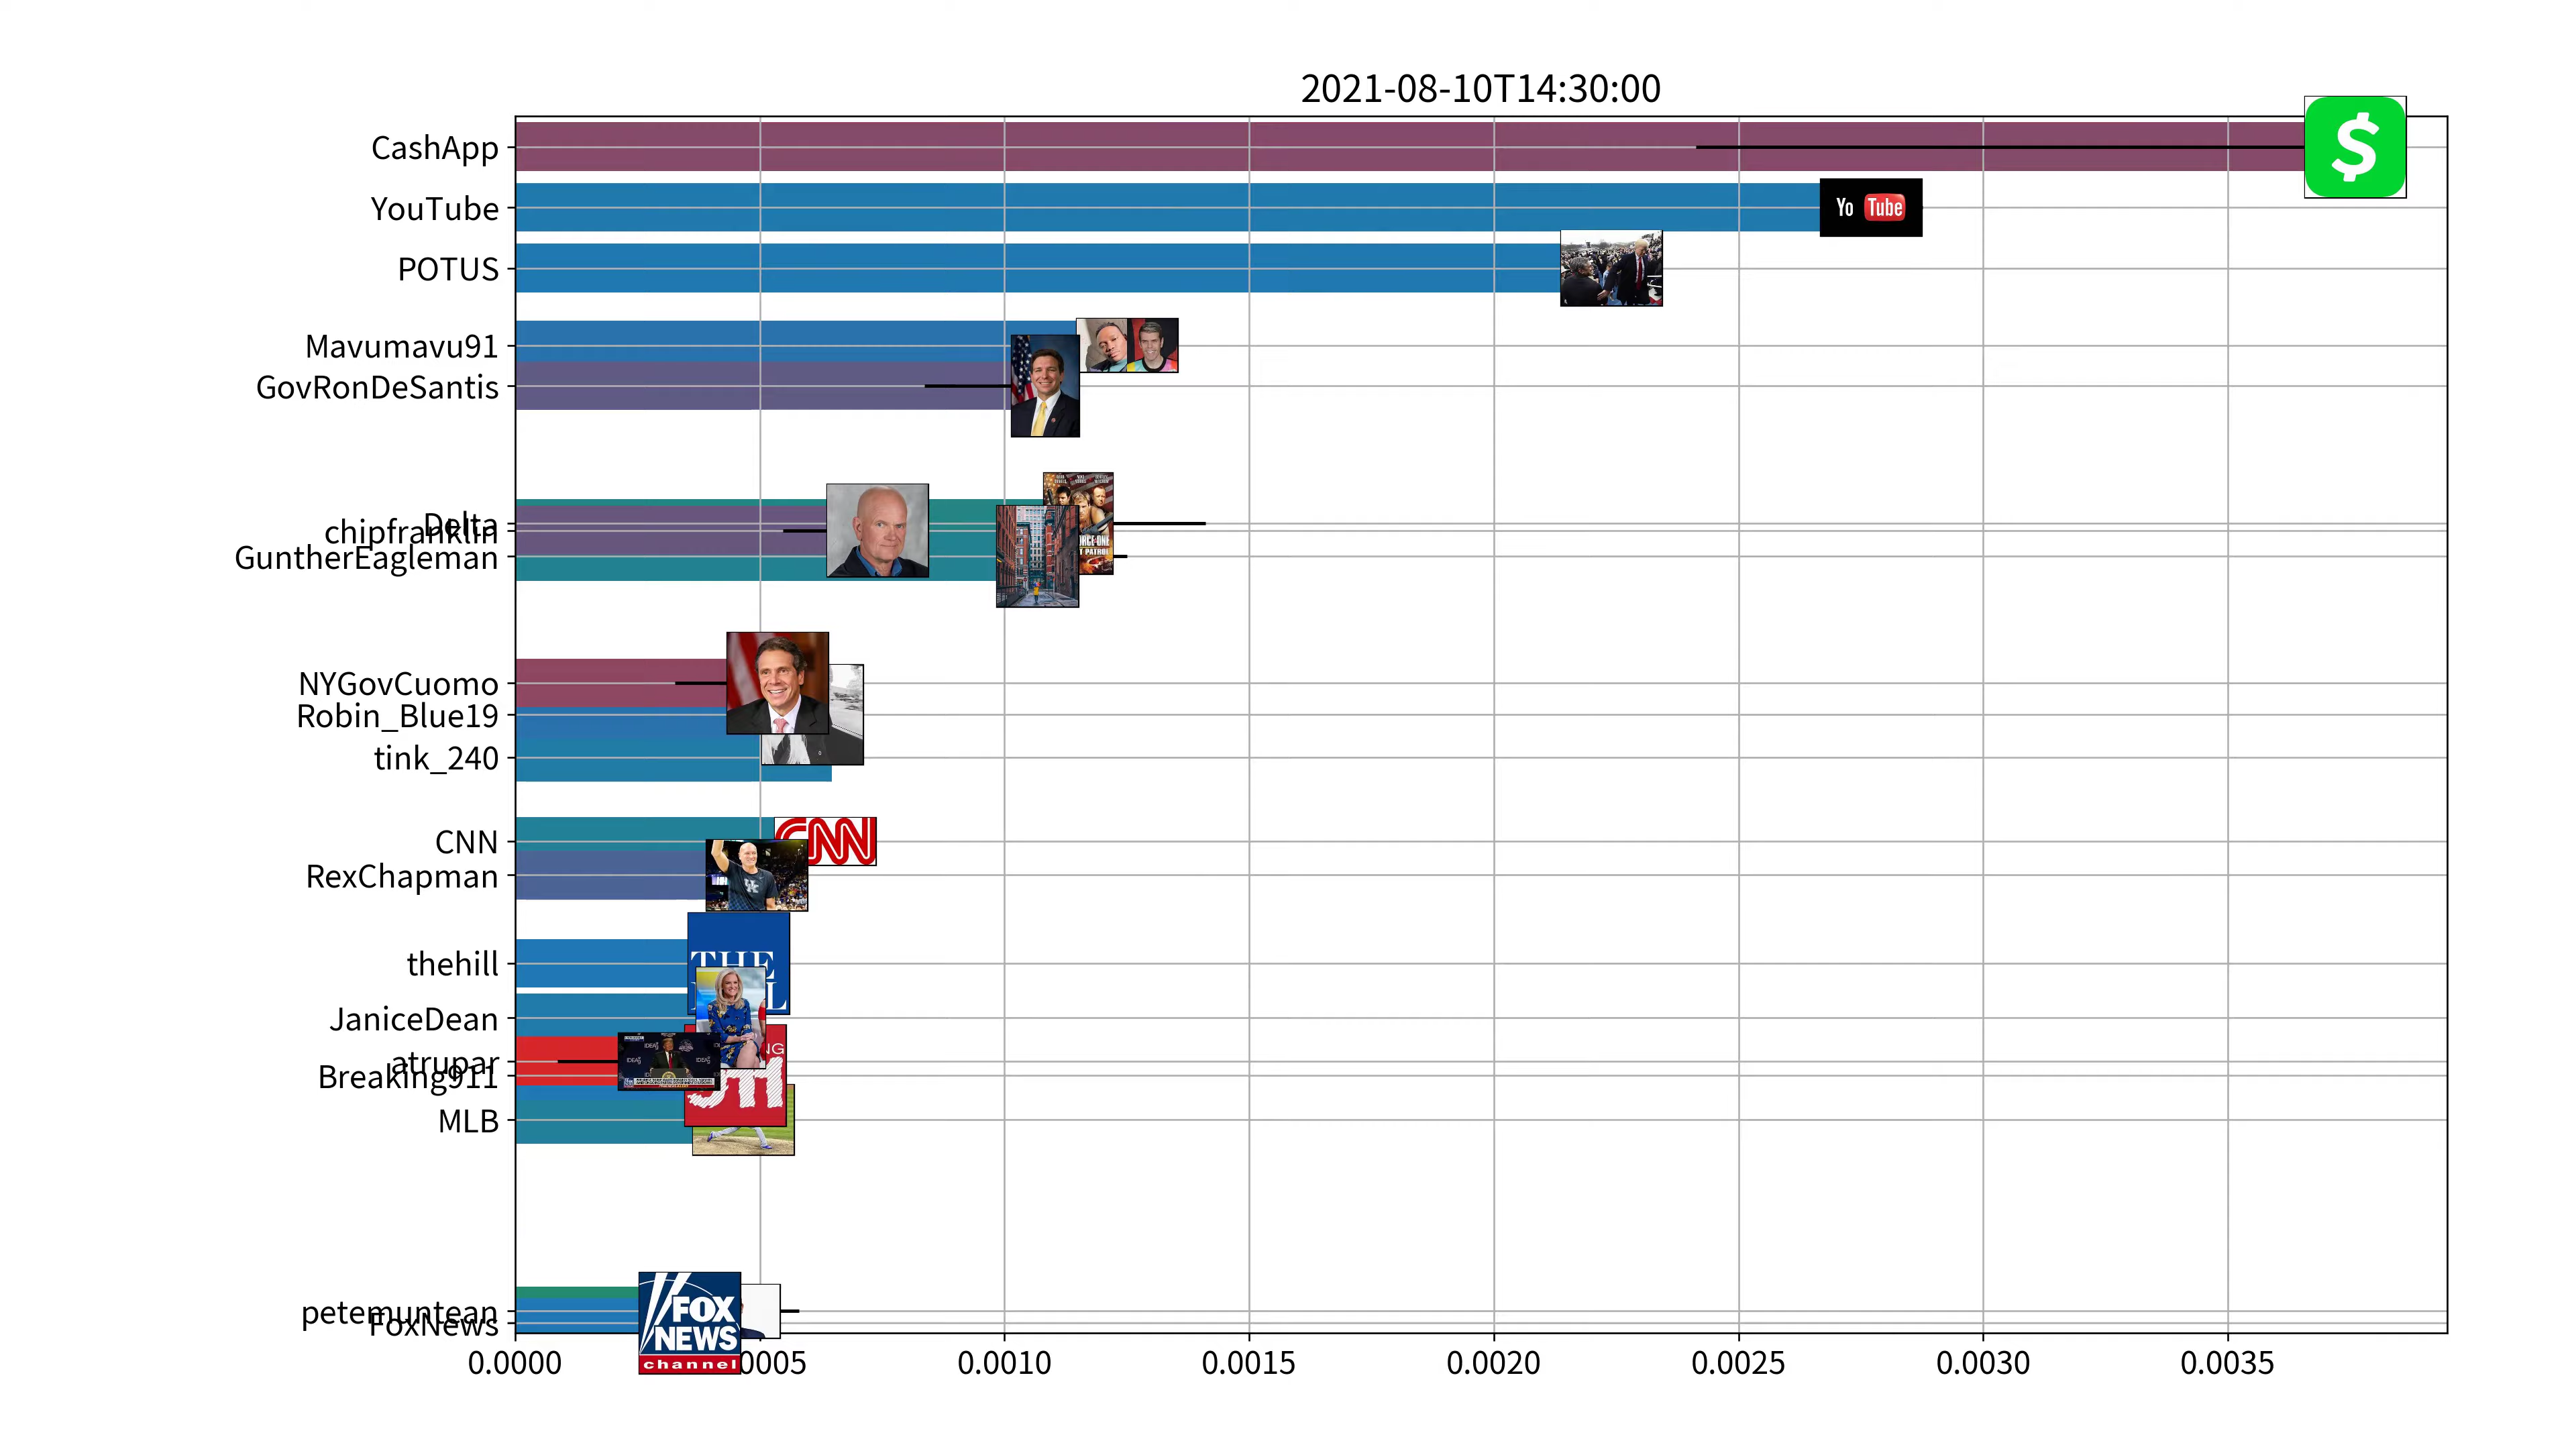 2021-08-10T14:30:00
CashApp
YouTube
Yo Tube
POTUS
Mavumavu91
GovRonDeSantis
Delta
chipfranklin
GuntherEagleman
NYGovCuomo
Robin_Blue19
tink_240
CNN
CNN
RexChapman
thehill
THE
JaniceDean
atrupar
Breaking911
MLB
petemuntean
FoxNews
FOX
NEWS
channel
0.0000 0005 0.0010 0.0015 0.0020 0.0025 0.0030 0.0035